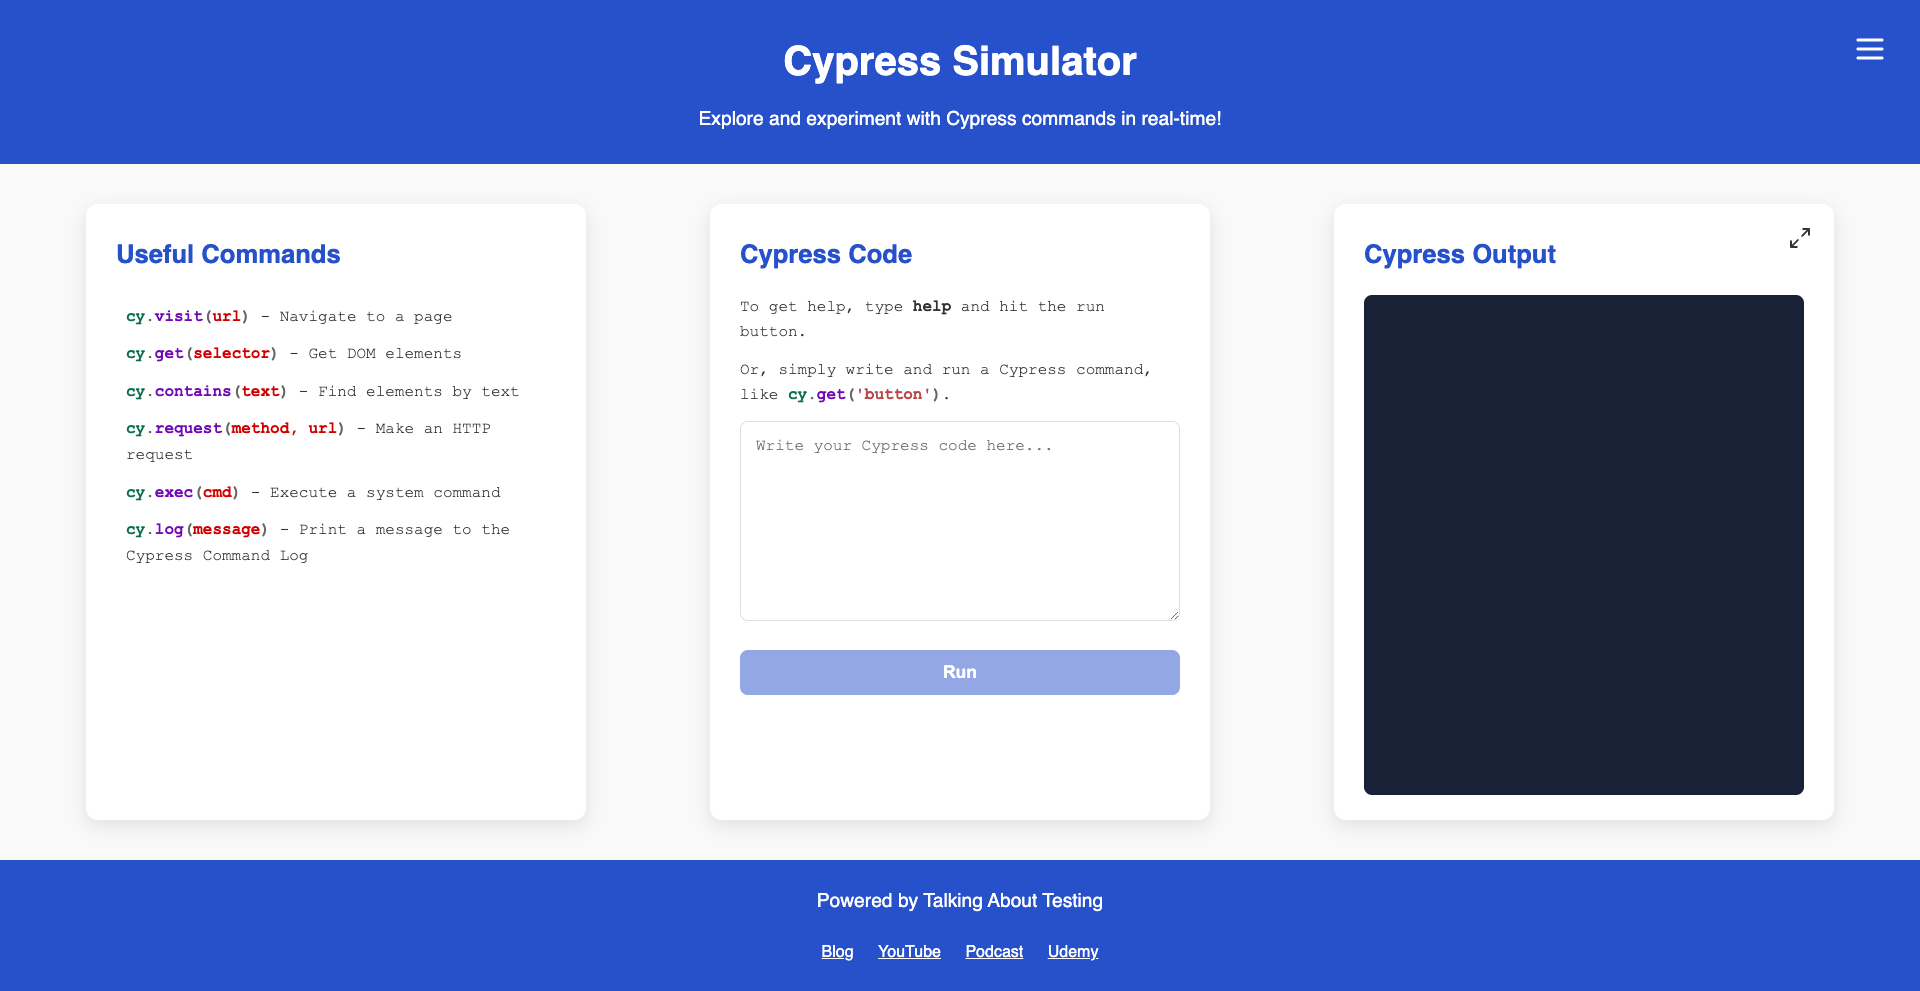 Cypress Simulator
Explore and experiment with Cypress commands in real-time!
Useful Commands
cy.visit(url) - Navigate to a page
cy.get(selector) - Get DOM elements
cy.contains(text) - Find elements by text
cy.request(method, url) - Make an HTTP
request
cy.exec(cmd) - Execute a system command
cy.log(message) - Print a message to the
Cypress Command Log
Cypress Code
To get help, type help and hit the run
button.
Or, simply write and run a Cypress command,
like cy.get('button').
Write your Cypress code here...
Run
Cypress Output
Powered by Talking About Testing
Blog YouTube Podcast Udemy